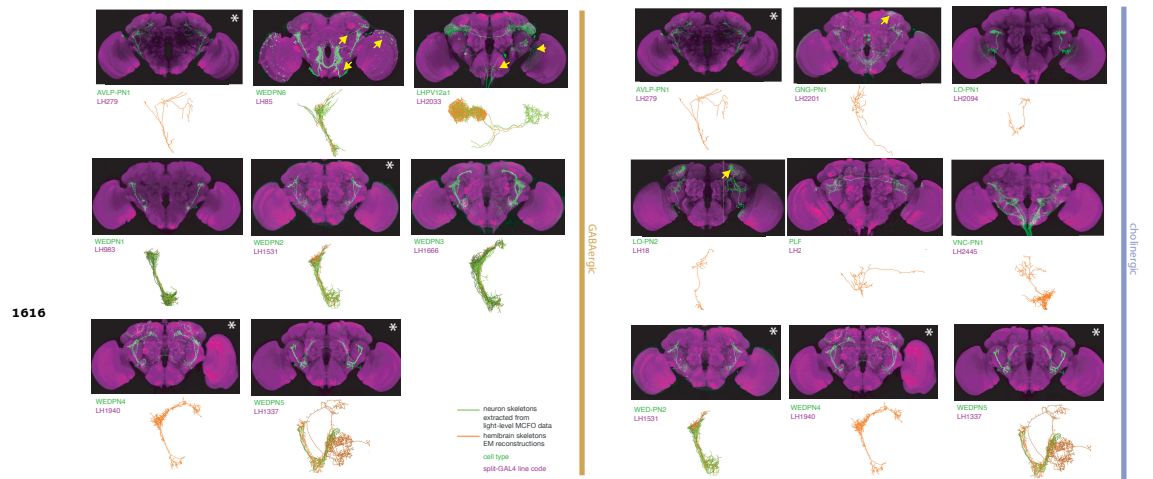 *
*
AVLP-PN1
LH279
WEDPN6
LH85
LHPV12a1
LH2033
AVLP-PN1
LH279
GNG-PN1
LH2201
LO-PN1
LH2094
*
WEDPN1
LH983
WEDPN2
LH1531
WEDPN3
LH1666
LO-PN2
LH18
PLF
LH2
VNC-PN1
LH2445
GABAergic
cholinergic
1616
*
*
*
*
*
WEDPN4
LH1940
WEDPN5
LH1337
WED-PN2
LH1531
WEDPN4
LH1940
WEDPN5
LH1337
neuron skeletons
extracted from
light-level MCFO data
hemibrain skeletons
EM reconstructions
cell type
split-GAL4 line code